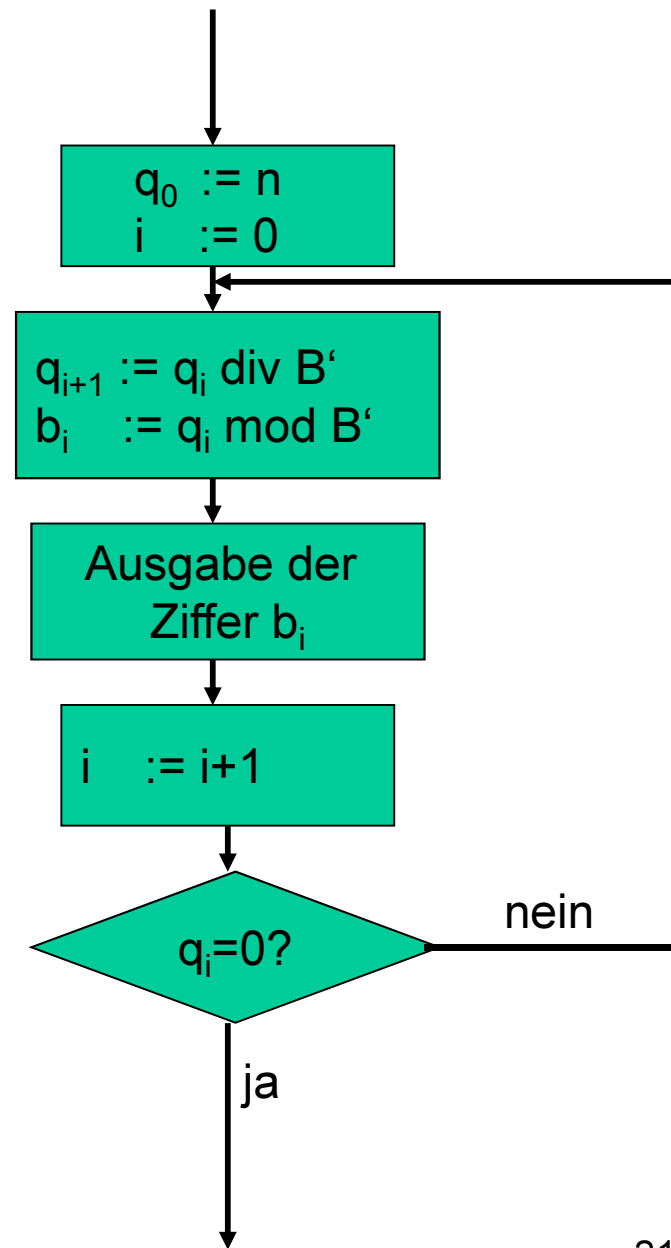 q₀ := n
i := 0
qᵢ₊₁ := qᵢ div B‘
bᵢ := qᵢ mod B‘
Ausgabe der
Ziffer bᵢ
i := i+1
qᵢ=0?
nein
ja